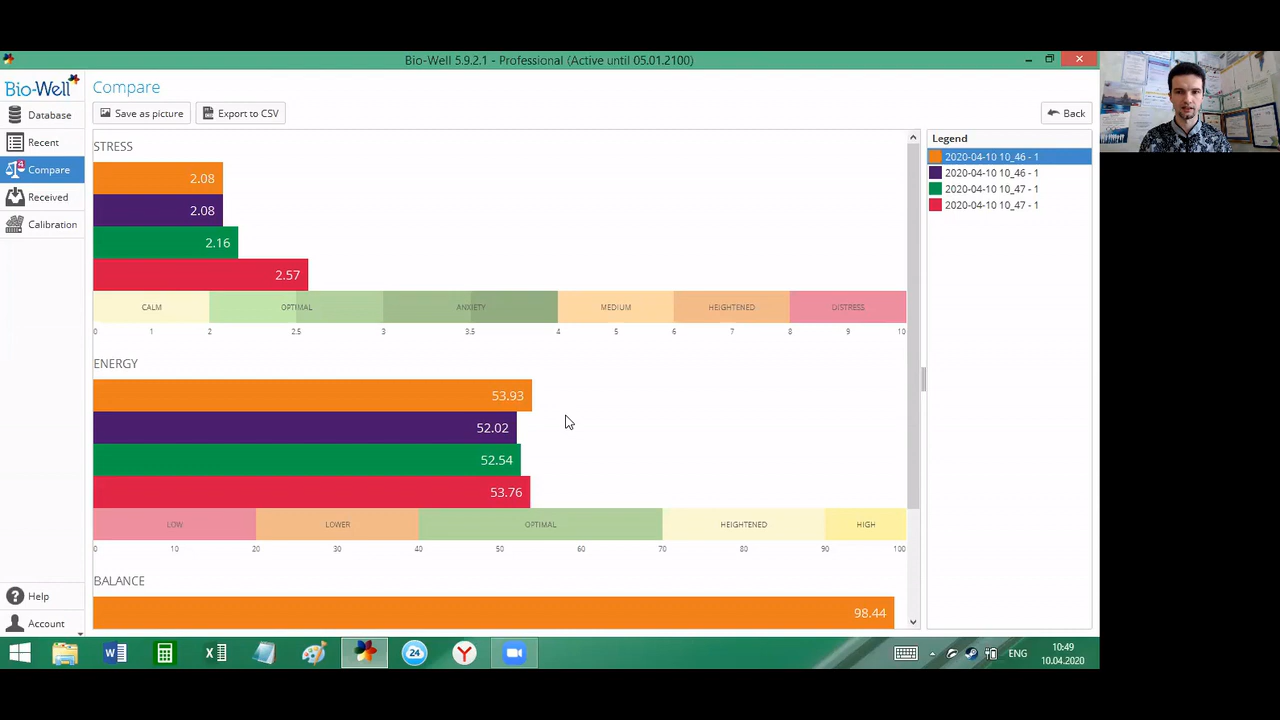 Bio-Well 5.9.2.1 - Professional (Active until 05.01.2100)
Bio-Well
Database
Recent
4
Compare
Received
Calibration
Help
Account
Compare
Save as picture
Export to CSV
Back
STRESS
2.08
2.08
2.16
2.57
CALM OPTIMAL ANXIETY MEDIUM HEIGHTENED DISTRESS
0 1 2 2.5 3 3.5 4 5 6 7 8 9 10
ENERGY
53.93
52.02
52.54
53.76
LOW LOWER OPTIMAL HEIGHTENED HIGH
0 10 20 30 40 50 60 70 80 90 100
BALANCE
98.44
Legend
2020-04-10 10_46 - 1
2020-04-10 10_46 - 1
2020-04-10 10_47 - 1
2020-04-10 10_47 - 1
24
ENG
10:49
10.04.2020